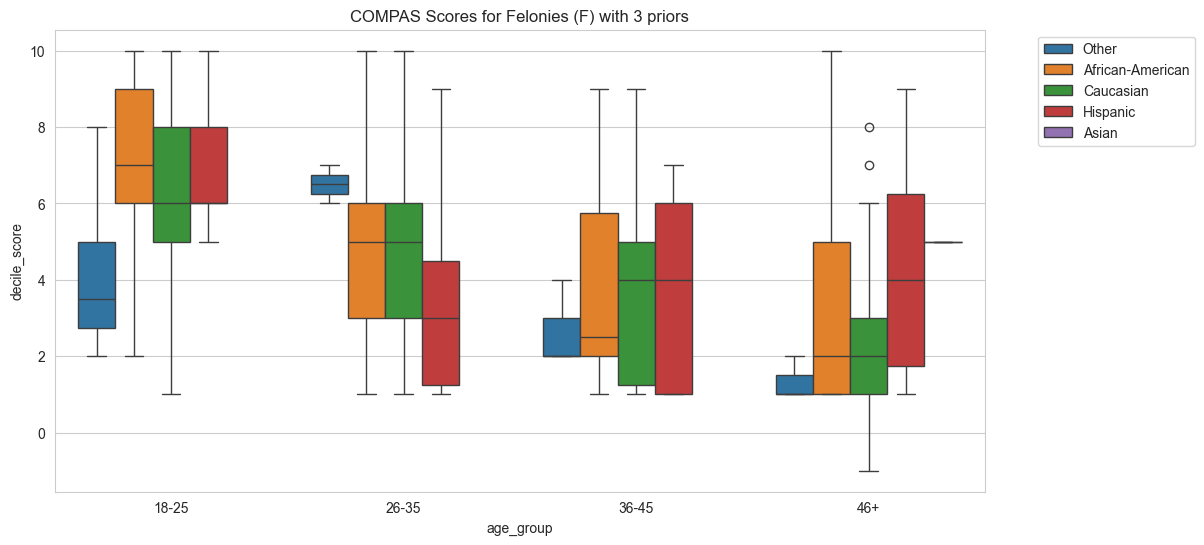 COMPAS Scores for Felonies (F) with 3 priors
Other
African-American
Caucasian
Hispanic
Asian
decile_score
10
8
6
4
2
0
18-25
26-35
36-45
46+
age_group